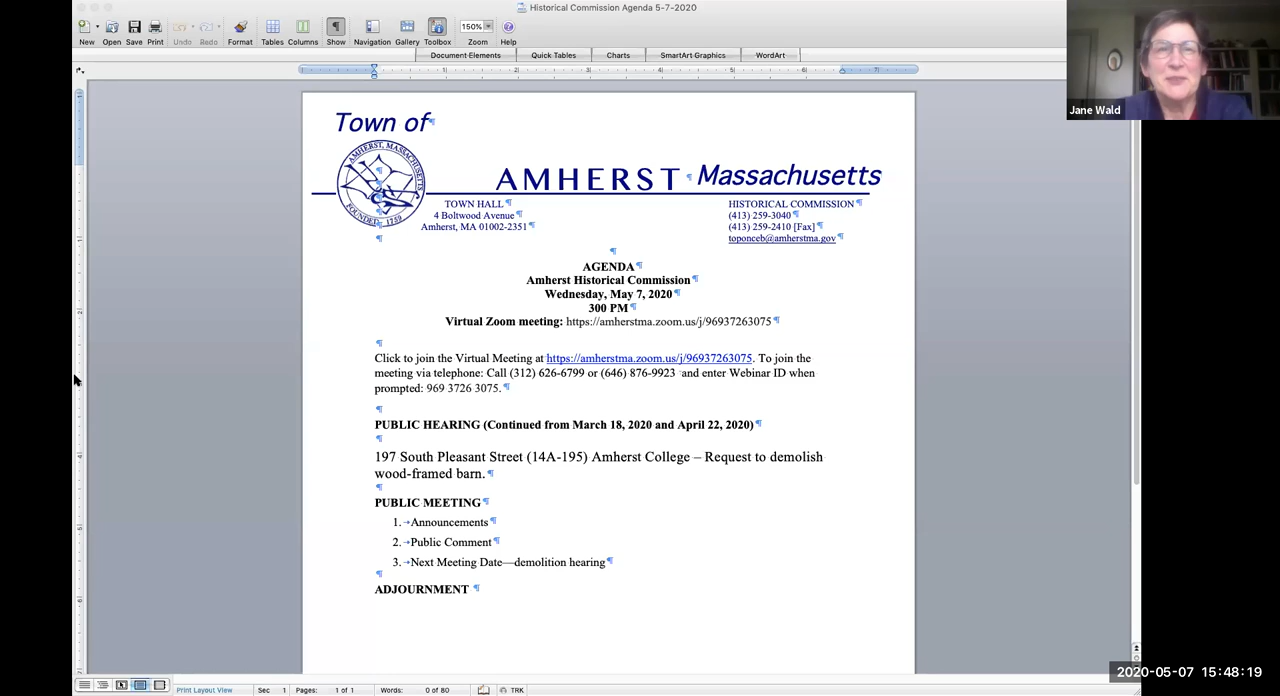 Historical Commission Agenda 5-7-2020
New Open Save Print Undo Redo Format Tables Columns Show Navigation Gallery Toolbox 150% Zoom Help
Document Elements Quick Tables Charts SmartArt Graphics WordArt
Jane Wald
Town of
AMHERST Massachusetts
AMHERST, MASSACHUSETTS
FOUNDED 1759
TOWN HALL
4 Boltwood Avenue
Amherst, MA 01002-2351
HISTORICAL COMMISSION
(413) 259-3040
(413) 259-2410 [Fax]
toponceb@amherstma.gov
AGENDA
Amherst Historical Commission
Wednesday, May 7, 2020
300 PM
Virtual Zoom meeting: https://amherstma.zoom.us/j/96937263075
Click to join the Virtual Meeting at https://amherstma.zoom.us/j/96937263075. To join the
meeting via telephone: Call (312) 626-6799 or (646) 876-9923 and enter Webinar ID when
prompted: 969 3726 3075.
PUBLIC HEARING (Continued from March 18, 2020 and April 22, 2020)
197 South Pleasant Street (14A-195) Amherst College – Request to demolish
wood-framed barn.
PUBLIC MEETING
1. Announcements
2. Public Comment
3. Next Meeting Date—demolition hearing
ADJOURNMENT
2020-05-07 15:48:19
Print Layout View Sec 1 Pages: 1 of 1 Words: 0 of 80 TRK